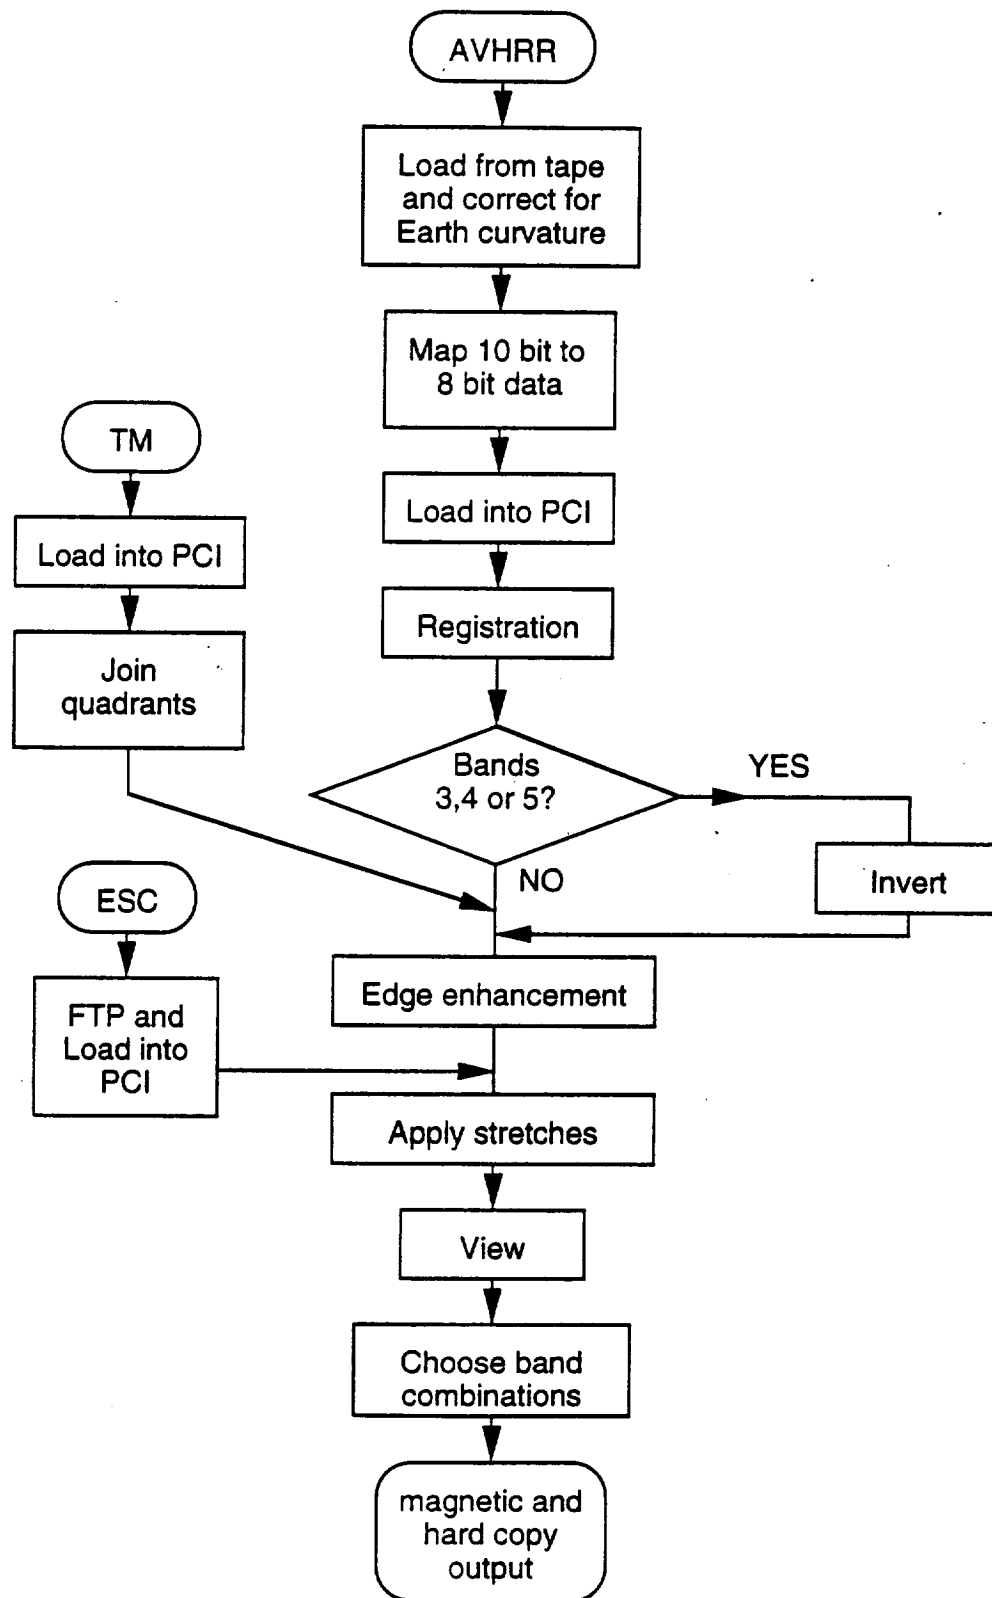 AVHRR
Load from tape
and correct for
Earth curvature
Map 10 bit to
8 bit data
TM
Load into PCI
Load into PCI
Registration
Join
quadrants
Bands
3,4 or 5?
YES
NO
Invert
ESC
FTP and
Load into
PCI
Edge enhancement
Apply stretches
View
Choose band
combinations
magnetic and
hard copy
output